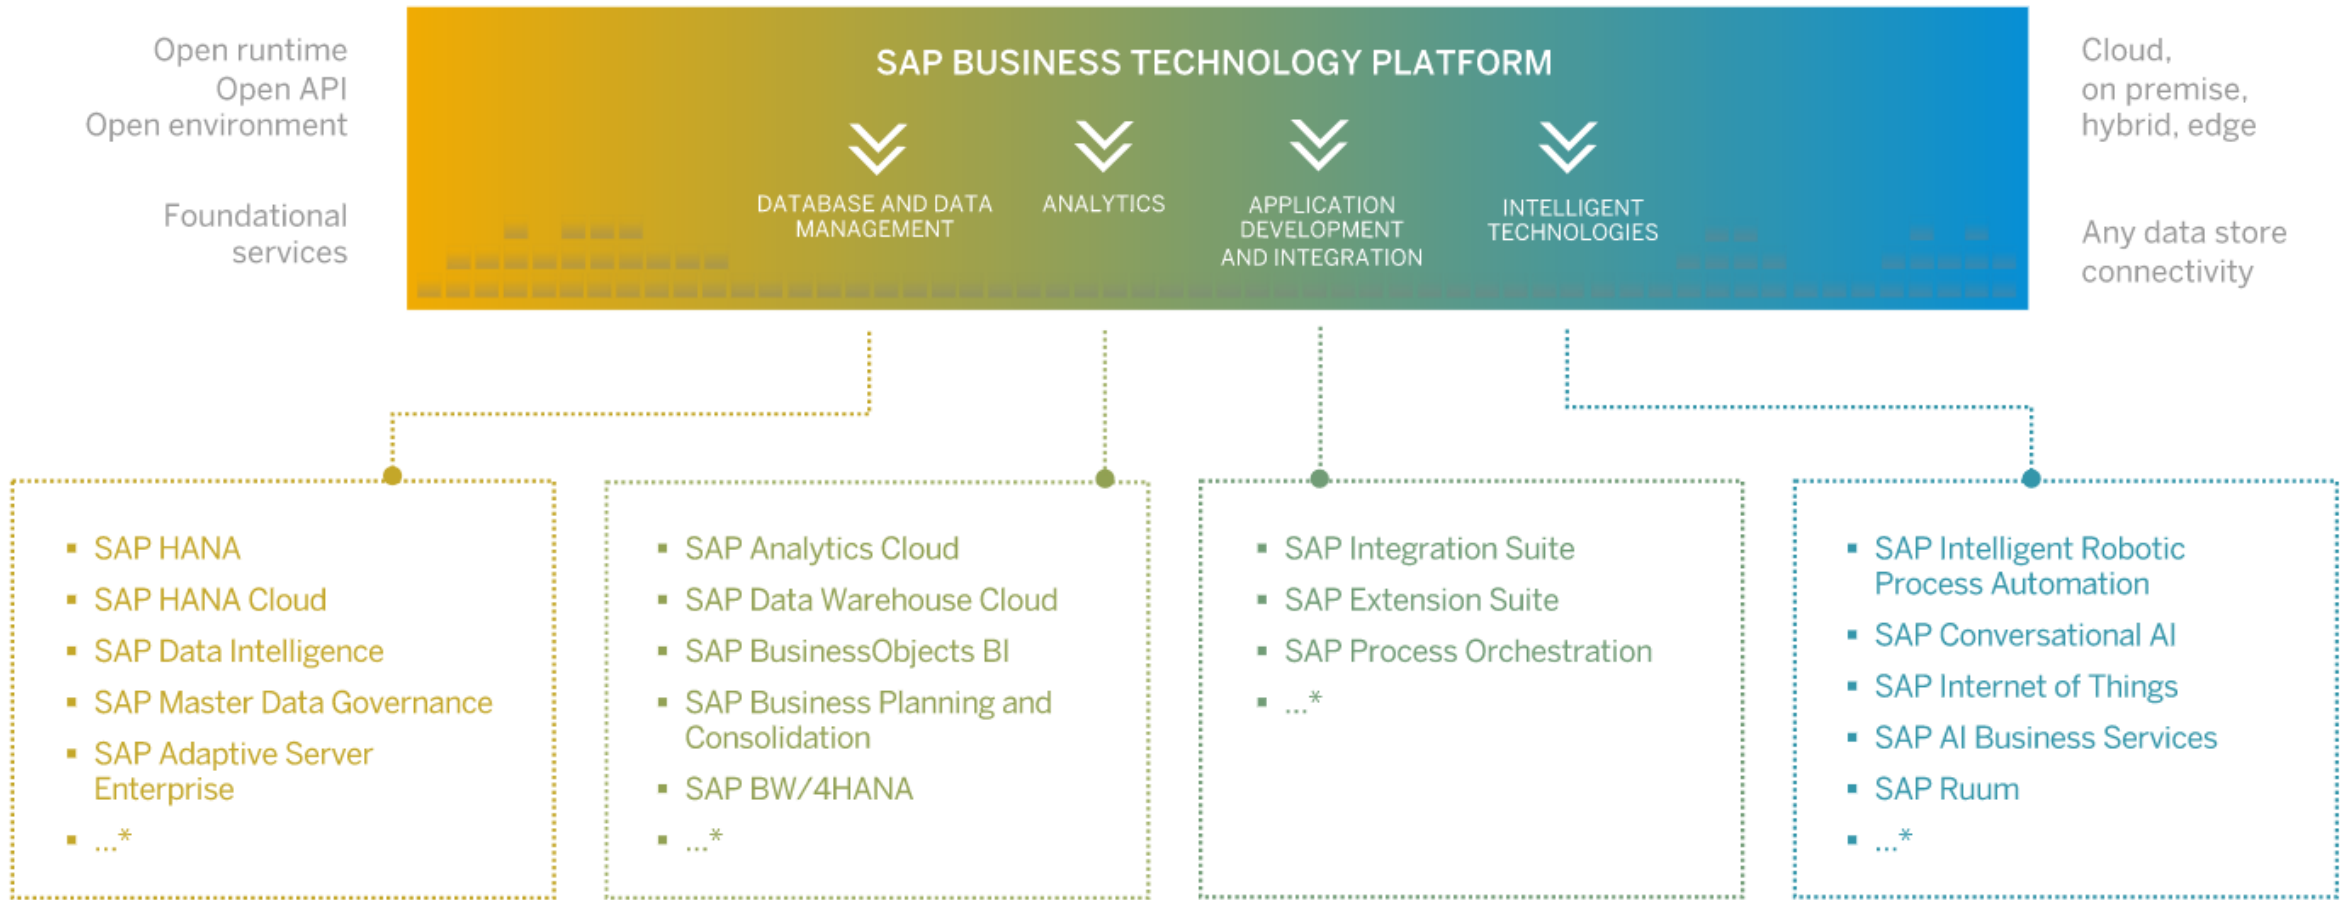 Open runtime
Open API
Open environment
Foundational
services
SAP BUSINESS TECHNOLOGY PLATFORM
DATABASE AND DATA
MANAGEMENT
ANALYTICS
APPLICATION
DEVELOPMENT
AND INTEGRATION
INTELLIGENT
TECHNOLOGIES
Cloud,
on premise,
hybrid, edge
Any data store
connectivity
▪ SAP HANA
▪ SAP HANA Cloud
▪ SAP Data Intelligence
▪ SAP Master Data Governance
▪ SAP Adaptive Server
Enterprise
▪ ...*
▪ SAP Analytics Cloud
▪ SAP Data Warehouse Cloud
▪ SAP BusinessObjects BI
▪ SAP Business Planning and
Consolidation
▪ SAP BW/4HANA
▪ ...*
▪ SAP Integration Suite
▪ SAP Extension Suite
▪ SAP Process Orchestration
▪ ...*
▪ SAP Intelligent Robotic
Process Automation
▪ SAP Conversational AI
▪ SAP Internet of Things
▪ SAP AI Business Services
▪ SAP Ruum
▪ ...*